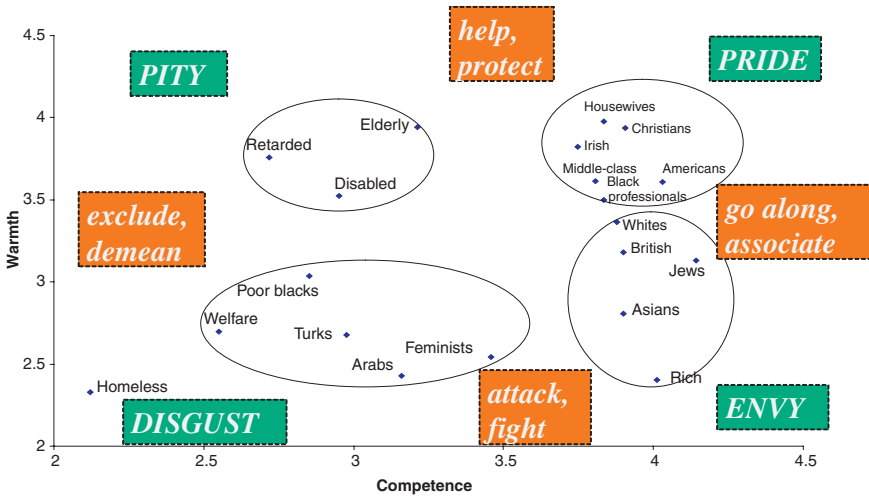 4.5
help,
protect
PITY
PRIDE
4
Housewives
Elderly
Christians
Retarded
Irish
Middle-class
Americans
Disabled
Black
professionals
3.5
exclude,
demean
go along,
associate
Whites
British
Jews
Warmth
3
Poor blacks
Welfare
Asians
Turks
Feminists
2.5
Arabs
Rich
Homeless
attack,
fight
DISGUST
ENVY
2
2
2.5
3
3.5
4
4.5
Competence